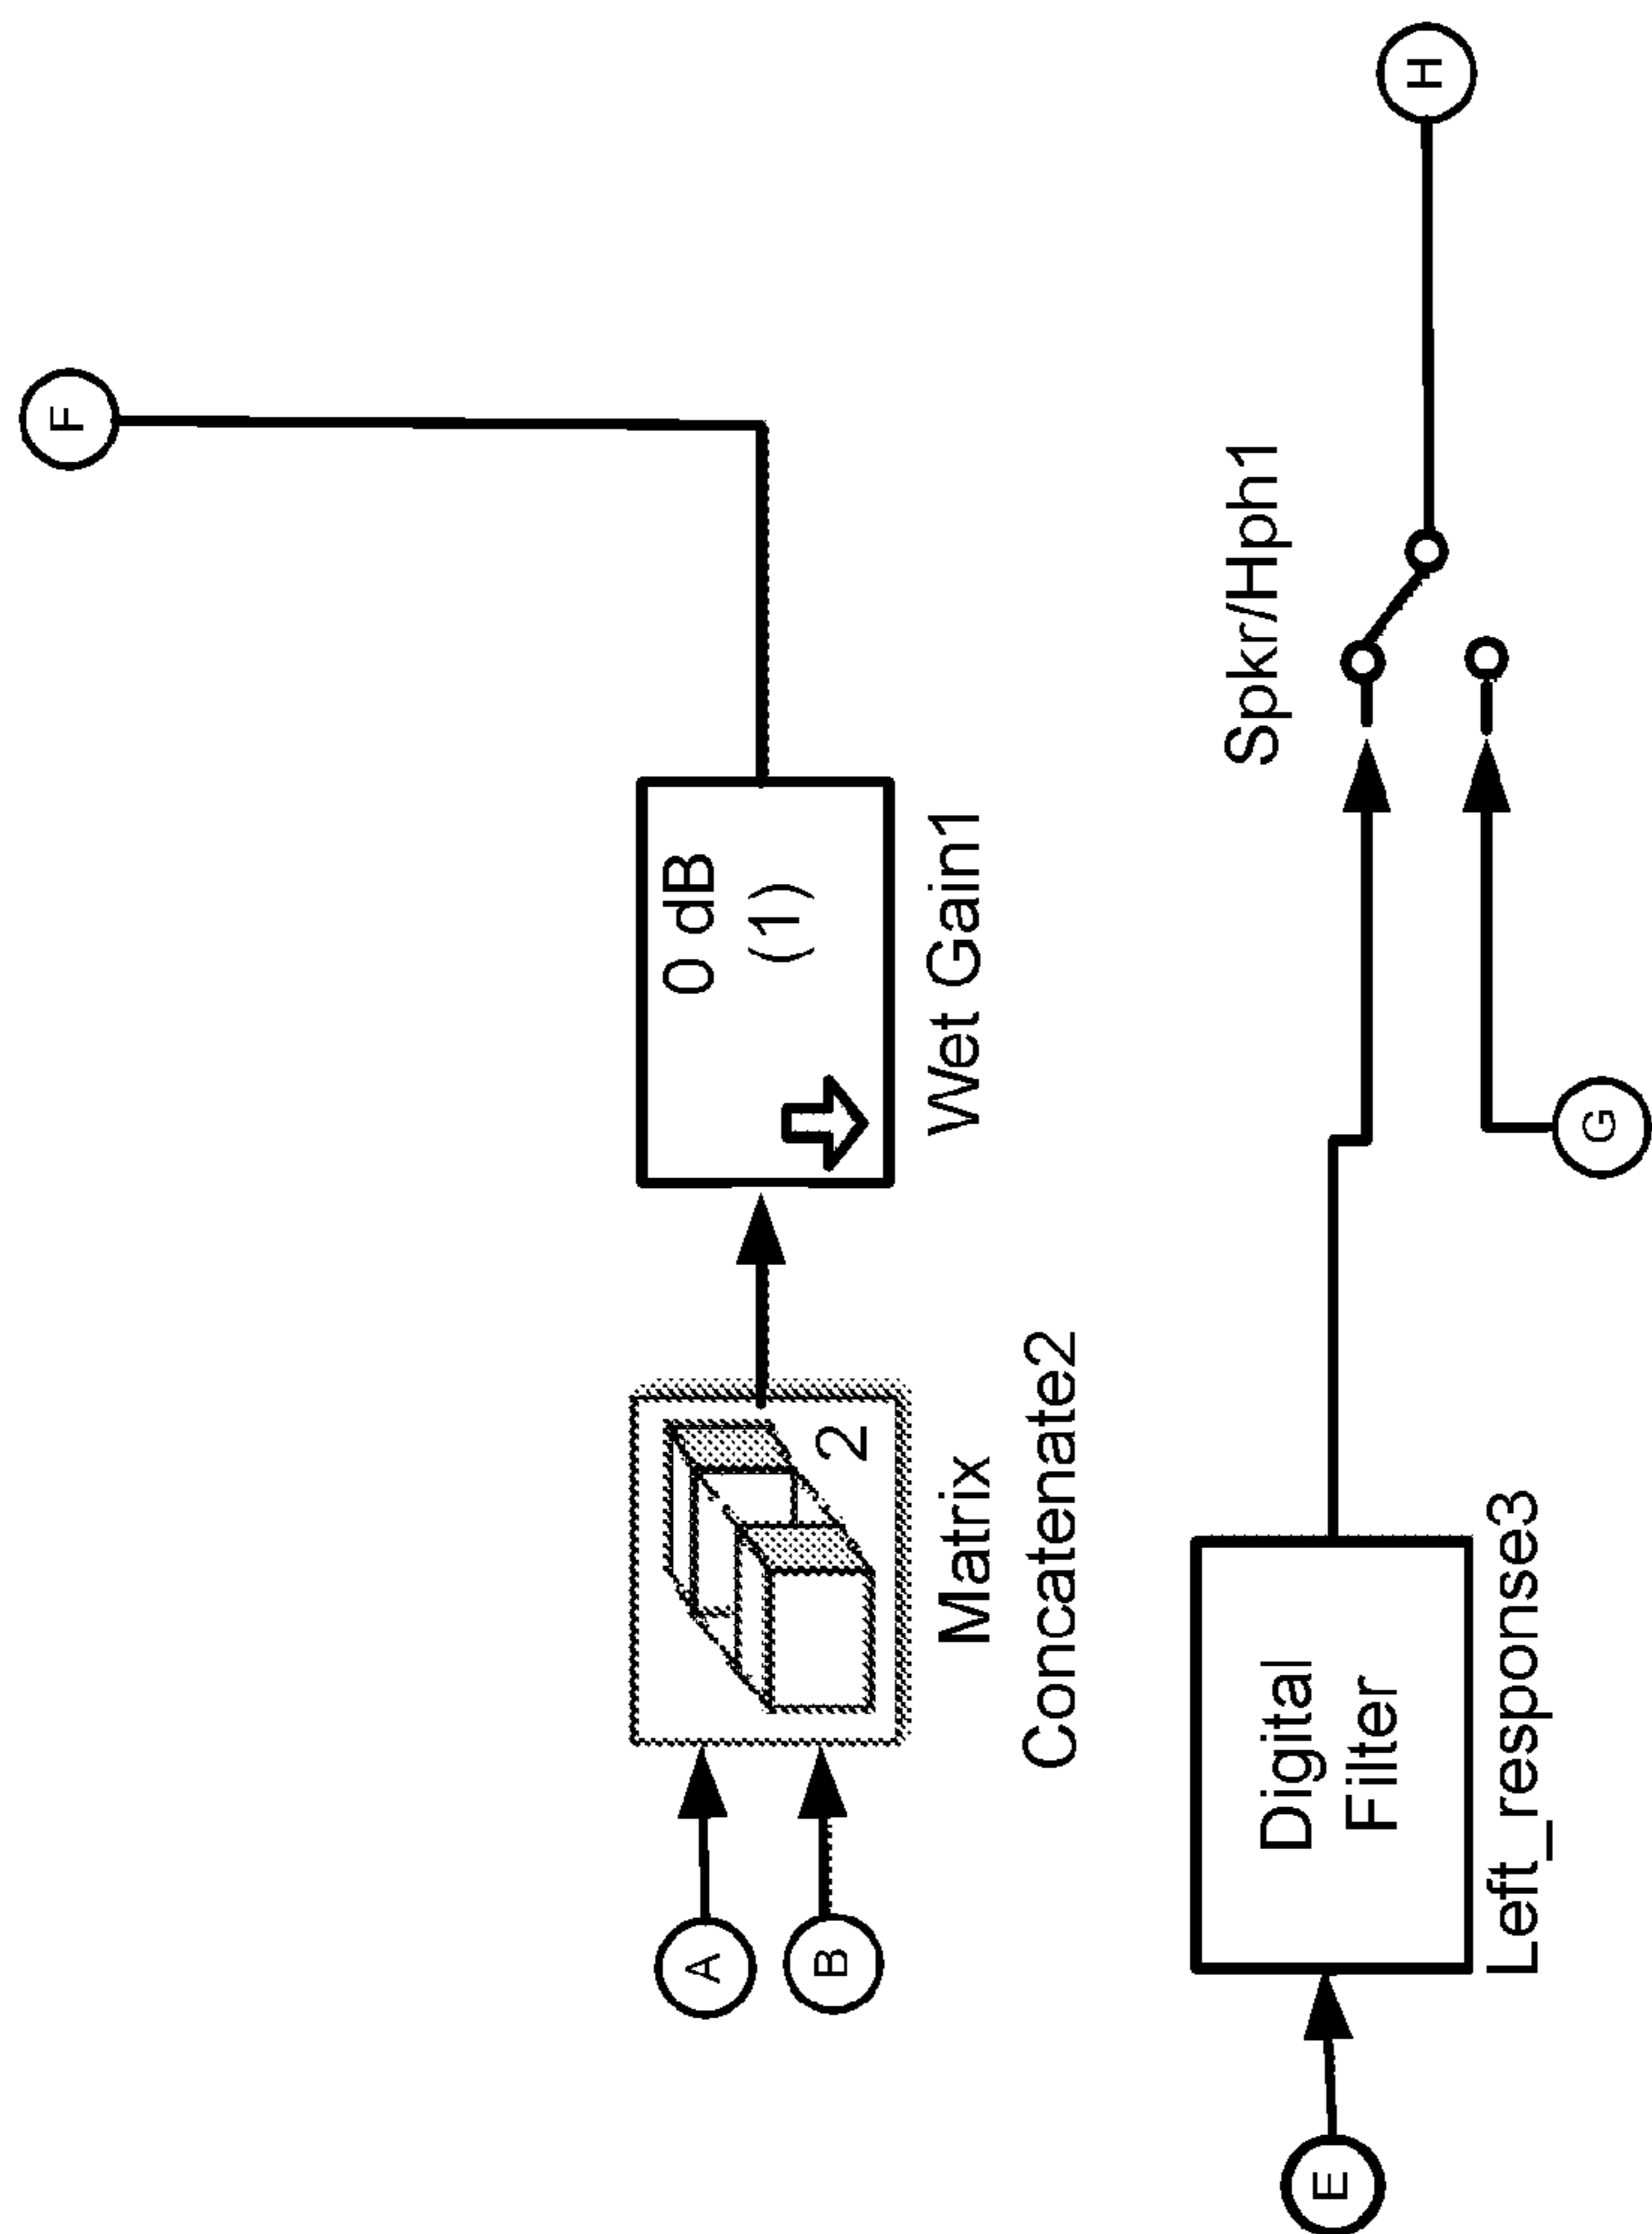 F
A
B
2
Matrix
Concatenate2
0 dB
(1)
Wet Gain1
E
Digital
Filter
Left_response3
G
Spkr/Hph1
H